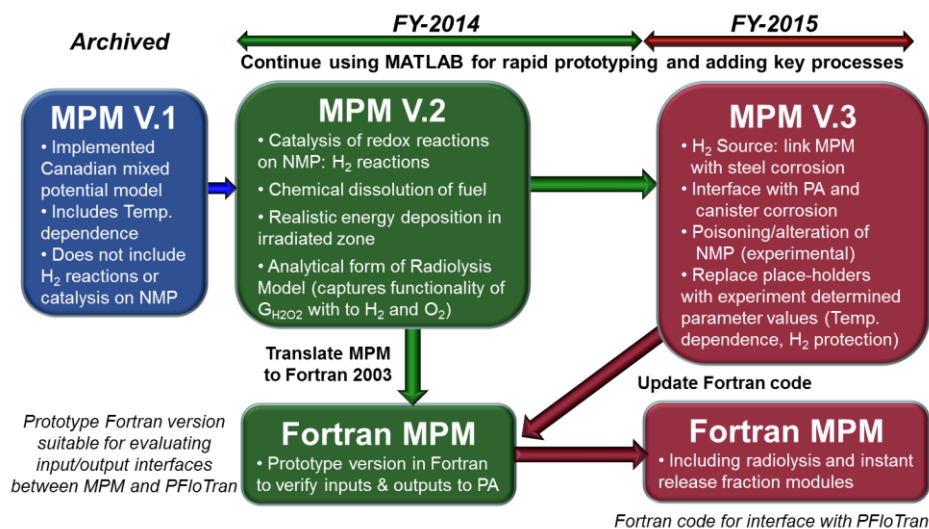 Archived
FY-2014
FY-2015
Continue using MATLAB for rapid prototyping and adding key processes
MPM V.1
• Implemented
Canadian mixed
potential model
• Includes Temp.
dependence
• Does not include
H₂ reactions or
catalysis on NMP
MPM V.2
• Catalysis of redox reactions
on NMP: H₂ reactions
• Chemical dissolution of fuel
• Realistic energy deposition in
irradiated zone
• Analytical form of Radiolysis
Model (captures functionality of
G_H2O2 with to H₂ and O₂)
MPM V.3
• H₂ Source: link MPM
with steel corrosion
• Interface with PA and
canister corrosion
• Poisoning/alteration of
NMP (experimental)
• Replace place-holders
with experiment determined
parameter values (Temp.
dependence, H₂ protection)
Translate MPM
to Fortran 2003
Update Fortran code
Prototype Fortran version
suitable for evaluating
input/output interfaces
between MPM and PFloTran
Fortran MPM
• Prototype version in Fortran
to verify inputs & outputs to PA
Fortran MPM
• Including radiolysis and instant
release fraction modules
Fortran code for interface with PFloTran